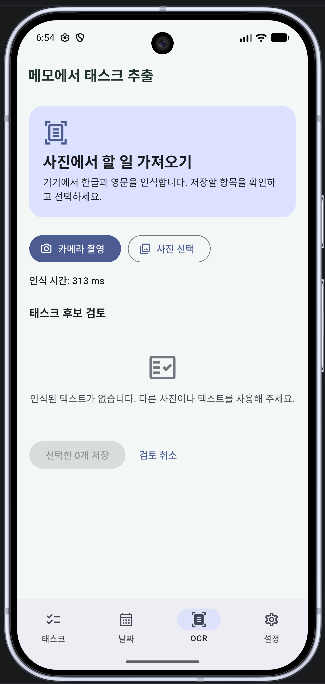 6:54
메모에서 태스크 추출
사진에서 할 일 가져오기
기기에서 한글과 영문을 인식합니다. 저장할 항목을 확인하
고 선택하세요.
카메라 촬영
사진 선택
인식 시간: 313 ms
태스크 후보 검토
인식된 텍스트가 없습니다. 다른 사진이나 텍스트를 사용해 주세요.
선택한 0개 저장
검토 취소
태스크
날짜
OCR
설정